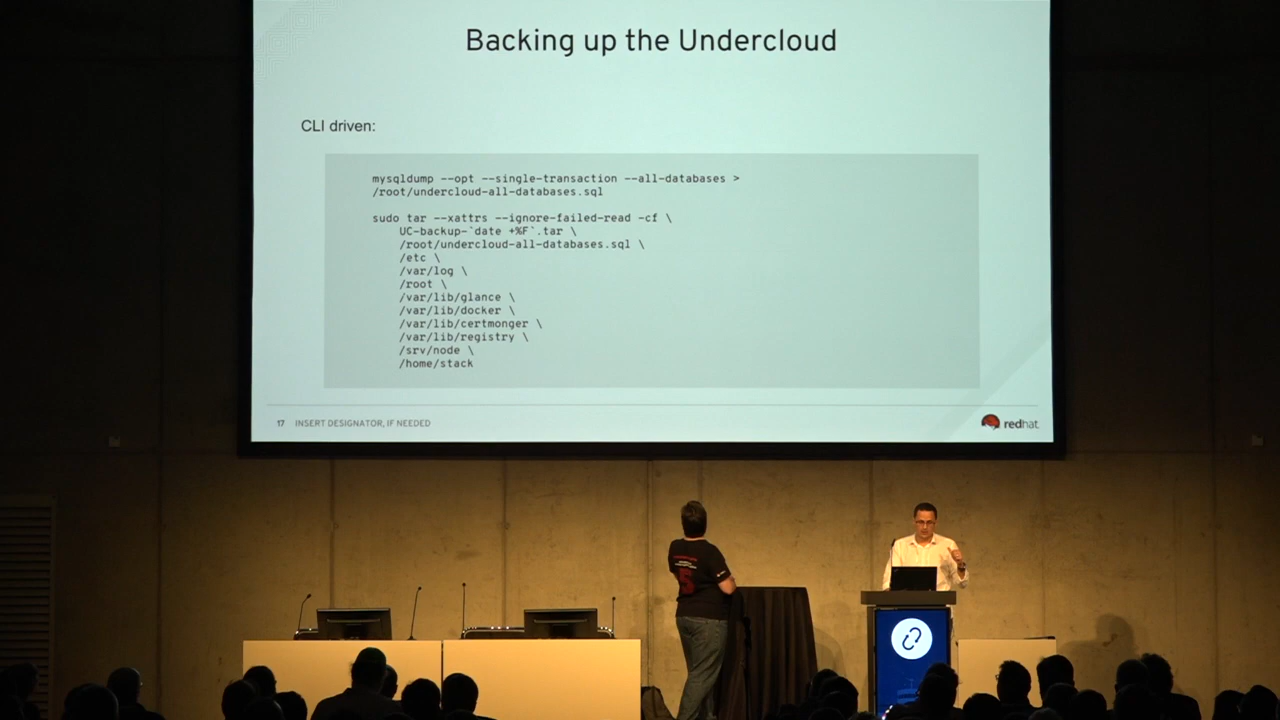 Backing up the Undercloud
CLI driven:
mysqldump --opt --single-transaction --all-databases >
/root/undercloud-all-databases.sql
sudo tar --xattrs --ignore-failed-read -cf \
UC-backup-`date +%F`.tar \
/root/undercloud-all-databases.sql \
/etc \
/var/log \
/root \
/var/lib/glance \
/var/lib/docker \
/var/lib/certmonger \
/var/lib/registry \
/srv/node \
/home/stack
17 INSERT DESIGNATOR, IF NEEDED
redhat.
5